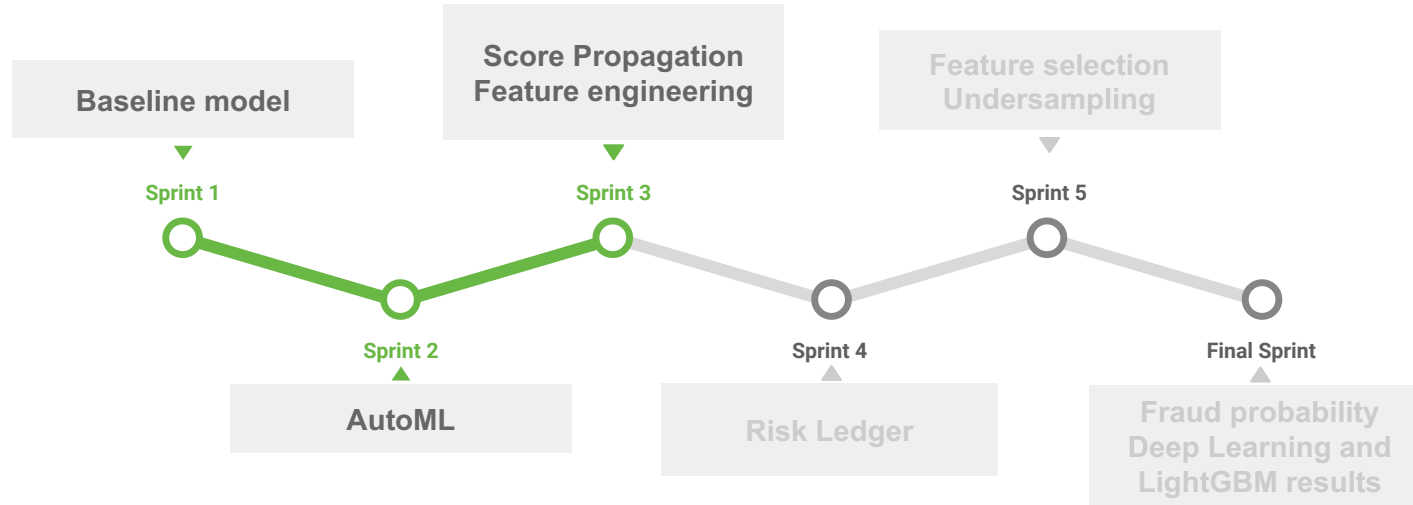 Baseline model
Sprint 1
Sprint 2
AutoML
Score Propagation
Feature engineering
Sprint 3
Sprint 4
Risk Ledger
Feature selection
Undersampling
Sprint 5
Final Sprint
Fraud probability
Deep Learning and
LightGBM results